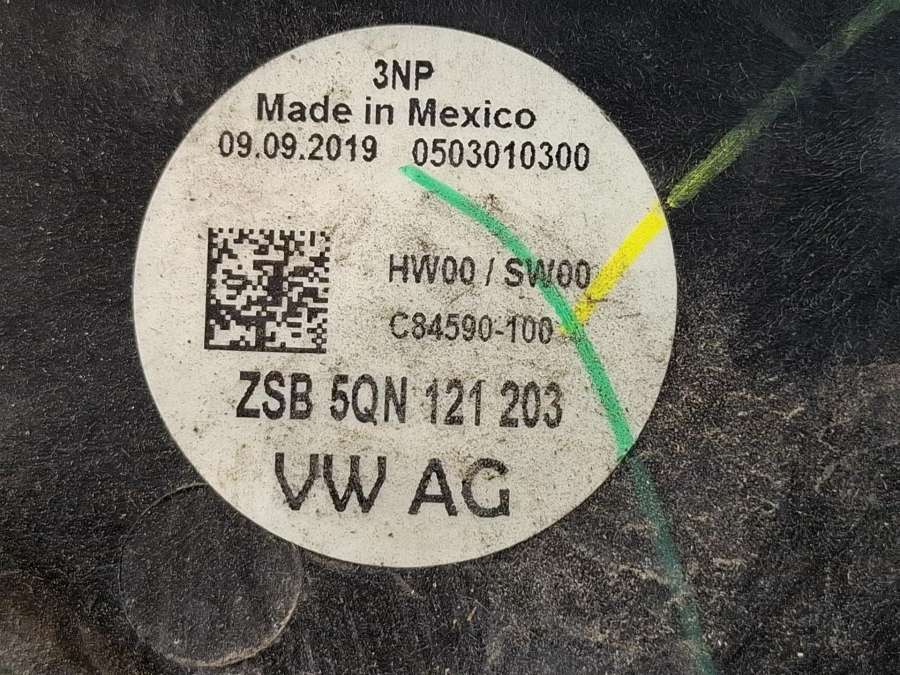 3NP
Made in Mexico
09.09.2019 0503010300
HW00 / SW00
C84590-100
ZSB 5QN 121 203
VW AG